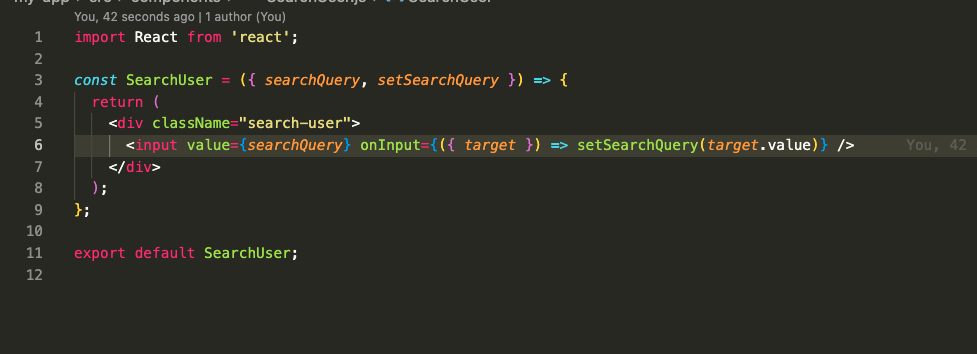 my-app > src > components > SearchUser.js > SearchUser
You, 42 seconds ago | 1 author (You)
1 import React from 'react';
2
3 const SearchUser = ({ searchQuery, setSearchQuery }) => {
4 return (
5 <div className="search-user">
6 <input value={searchQuery} onInput={({ target }) => setSearchQuery(target.value)} /> You, 42
7 </div>
8 );
9 };
10
11 export default SearchUser;
12